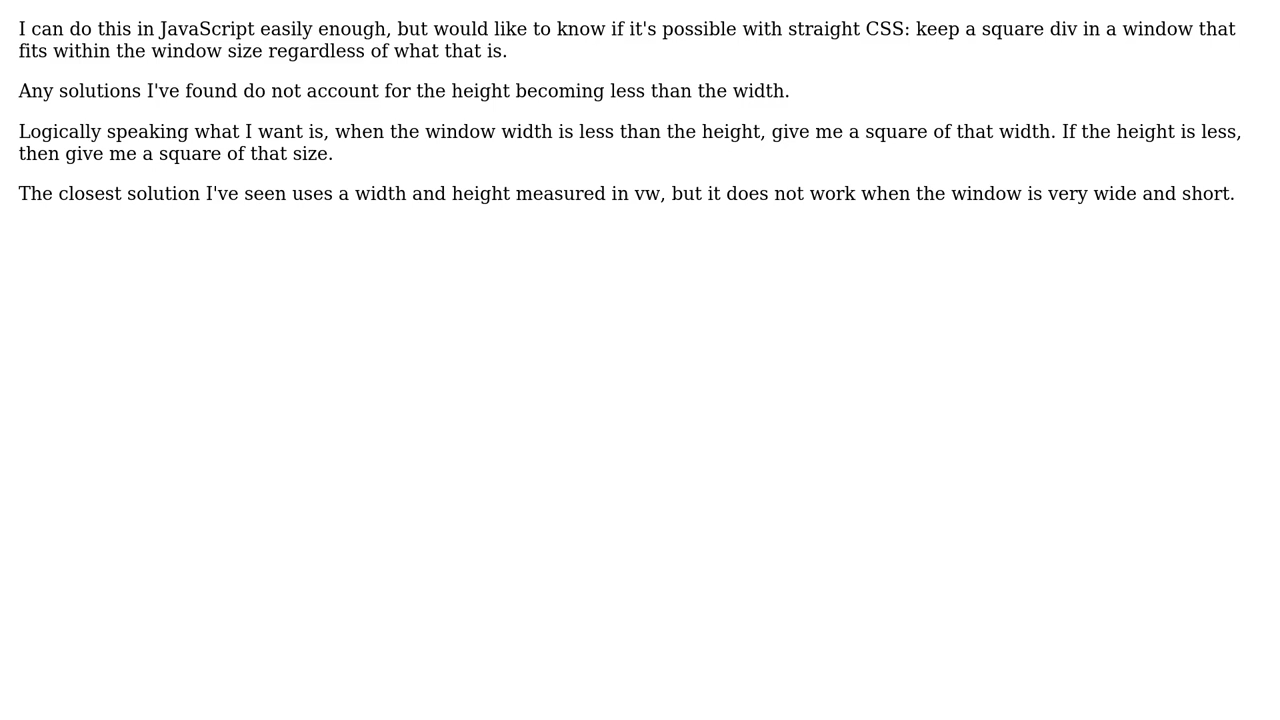 I can do this in JavaScript easily enough, but would like to know if it's possible with straight CSS: keep a square div in a window that
fits within the window size regardless of what that is.
Any solutions I've found do not account for the height becoming less than the width.
Logically speaking what I want is, when the window width is less than the height, give me a square of that width. If the height is less,
then give me a square of that size.
The closest solution I've seen uses a width and height measured in vw, but it does not work when the window is very wide and short.